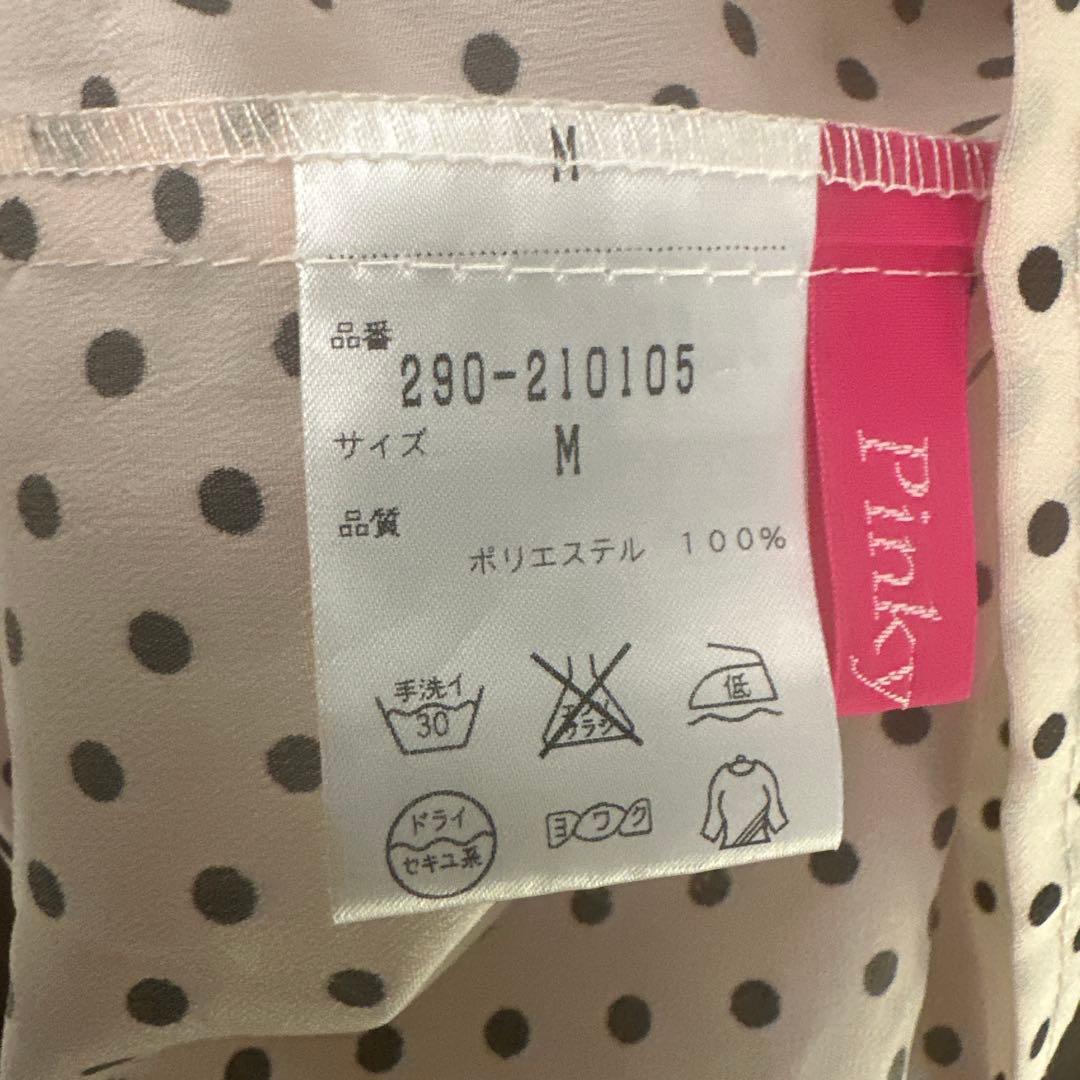 M
品番
290-210105
サイズ M
品質
ポリエステル 100%
手洗イ
30
低
ドライ
セキユ系
ヨワク
Pinky